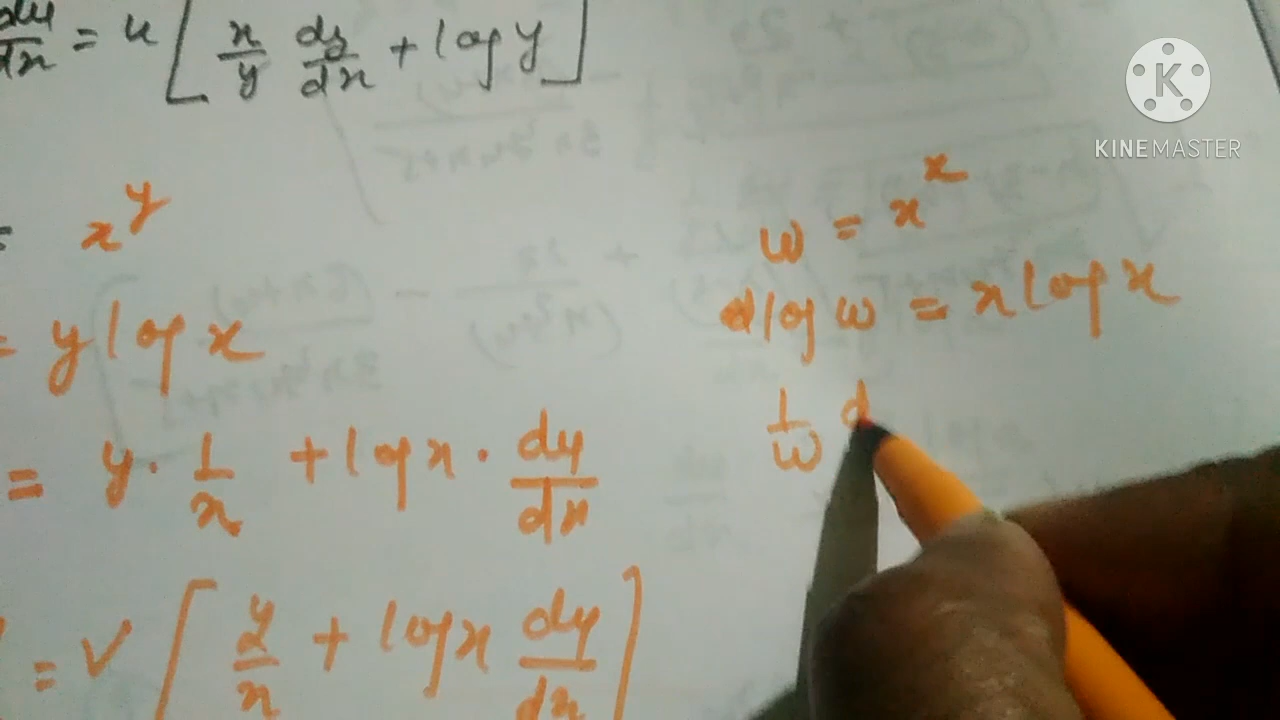 du/dx = u [ x/y dy/dx + log y ]
K
KINEMASTER
= x^y
w = x^x
= y log x
log w = x log x
= y · 1/x + log x · dy/dx
1/w d
= v [ y/x + log x dy/dx ]